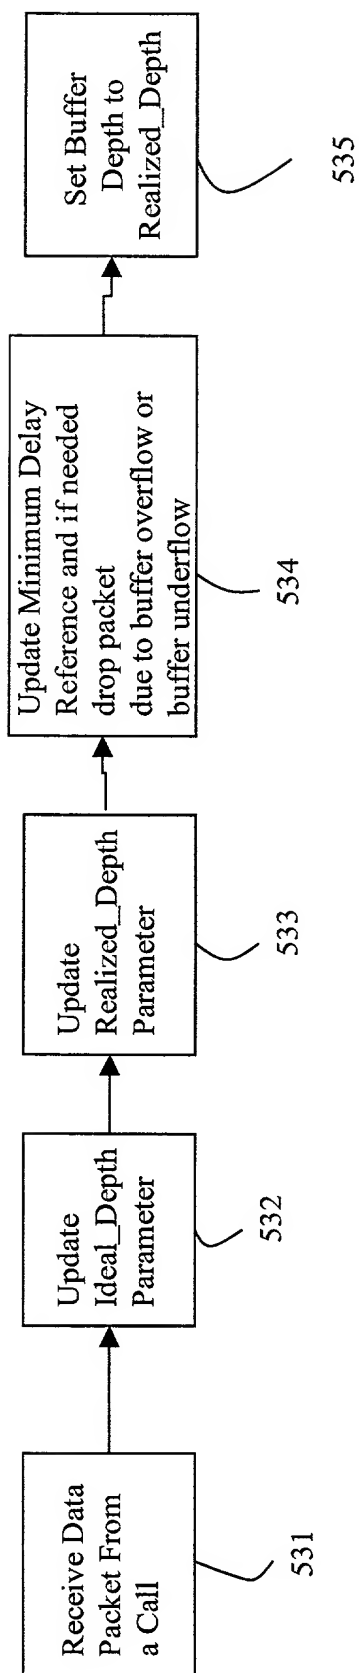 Receive Data
Packet From
a Call
531
Update
Ideal_Depth
Parameter
532
Update
Realized_Depth
Parameter
533
Update Minimum Delay
Reference and if needed
drop packet
due to buffer overflow or
buffer underflow
534
Set Buffer
Depth to
Realized_Depth
535